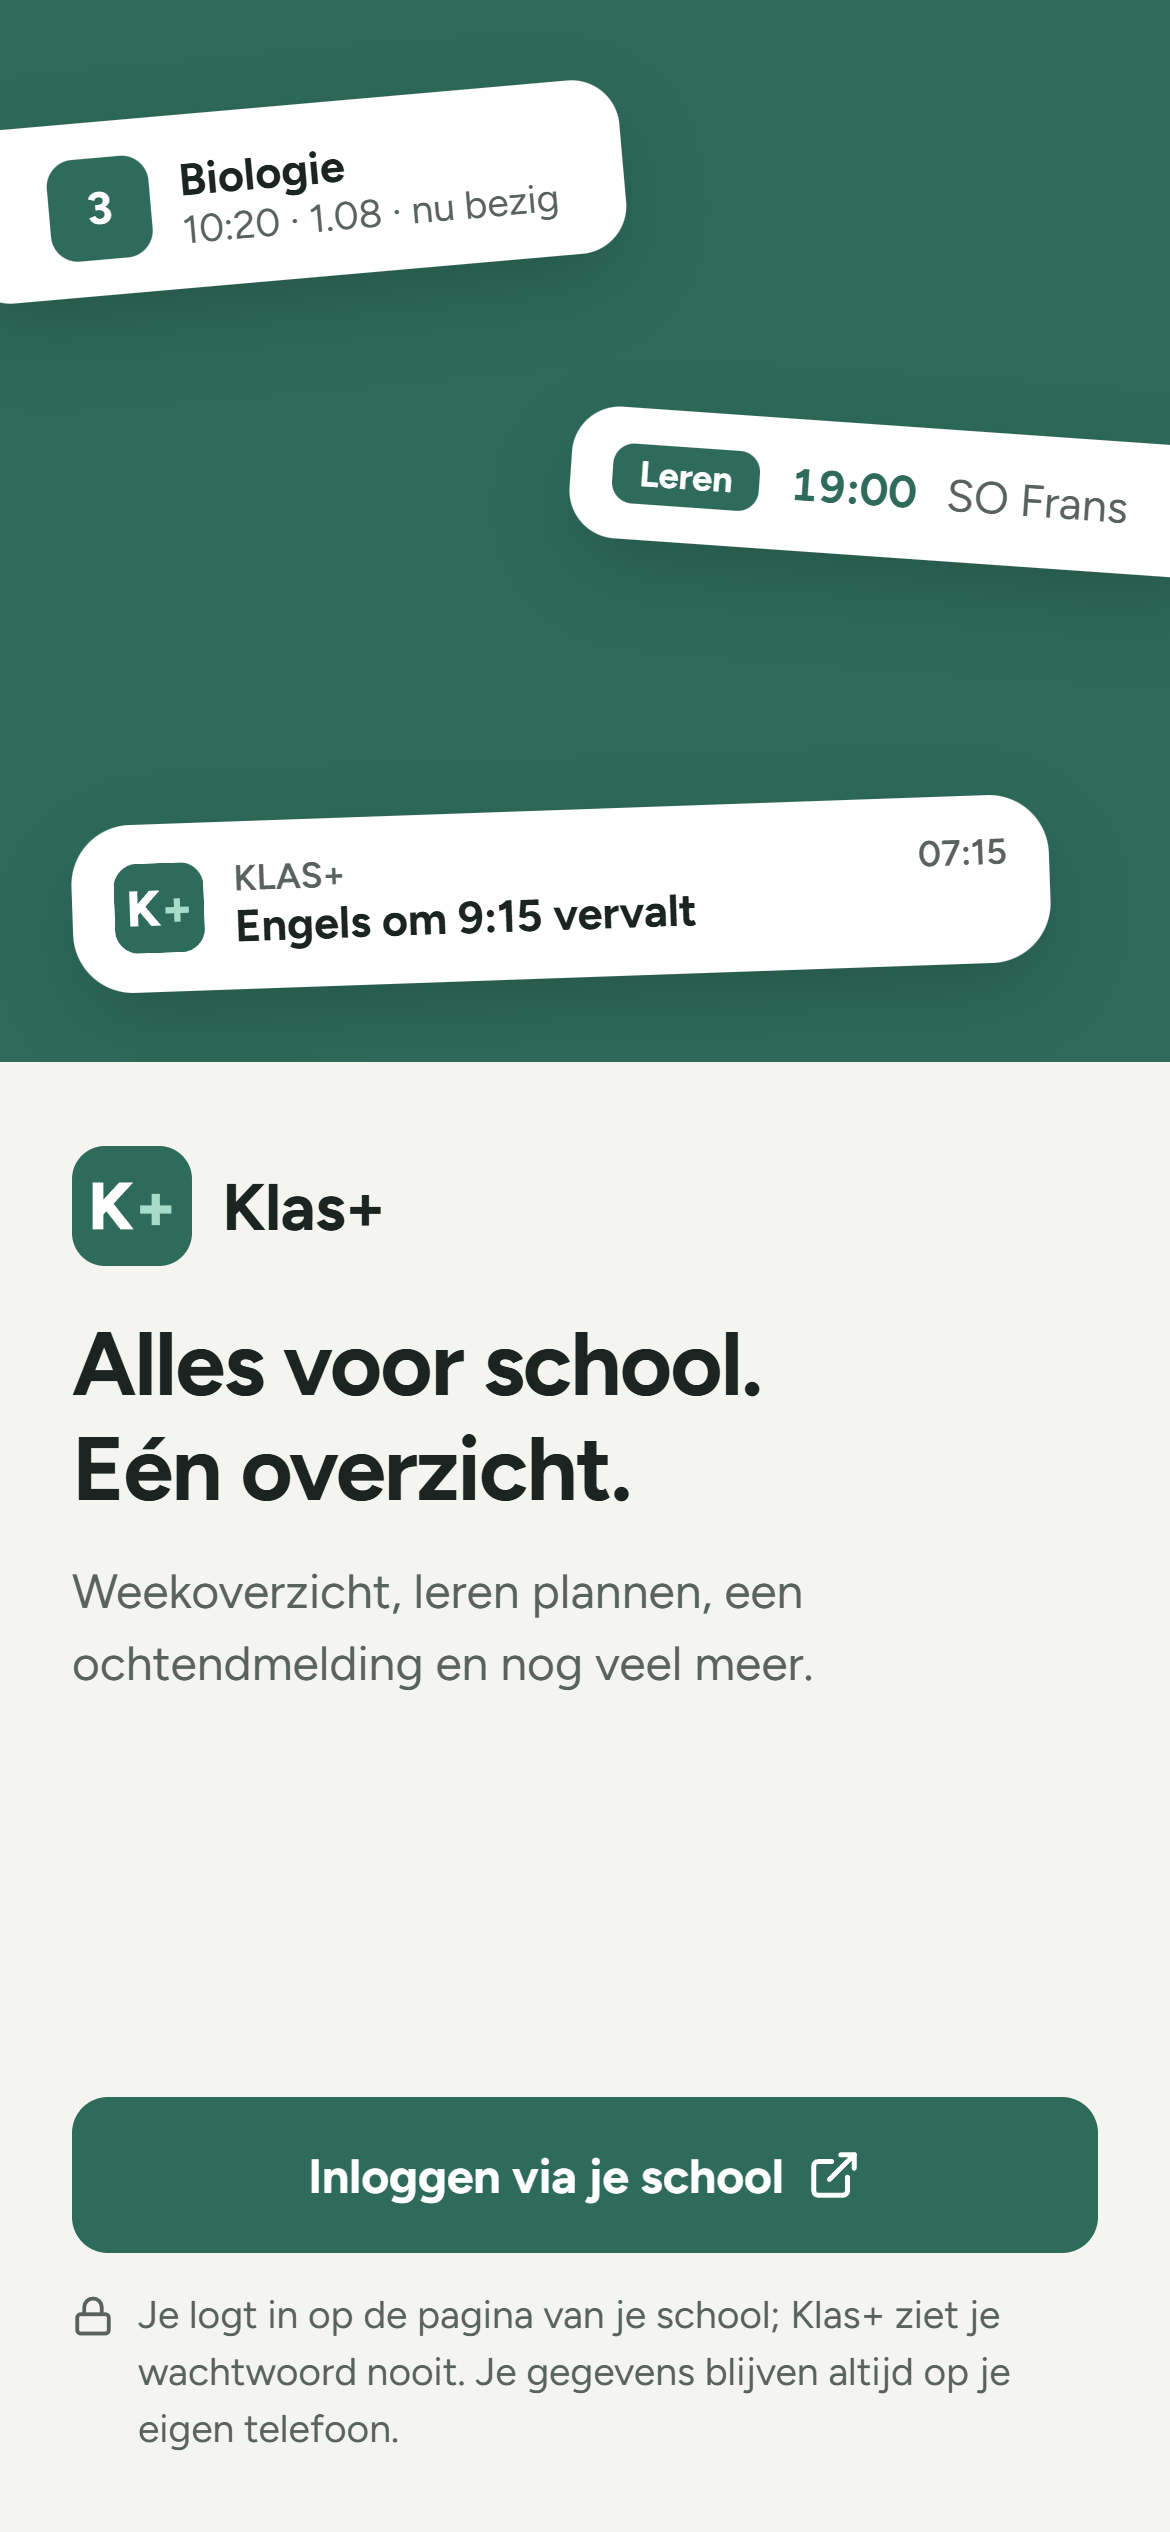 3
Biologie
10:20 · 1.08 · nu bezig
Leren 19:00 SO Frans
KLAS+ 07:15
K+
Engels om 9:15 vervalt
K+ Klas+
Alles voor school.
Eén overzicht.
Weekoverzicht, leren plannen, een
ochtendmelding en nog veel meer.
Inloggen via je school
Je logt in op de pagina van je school; Klas+ ziet je
wachtwoord nooit. Je gegevens blijven altijd op je
eigen telefoon.